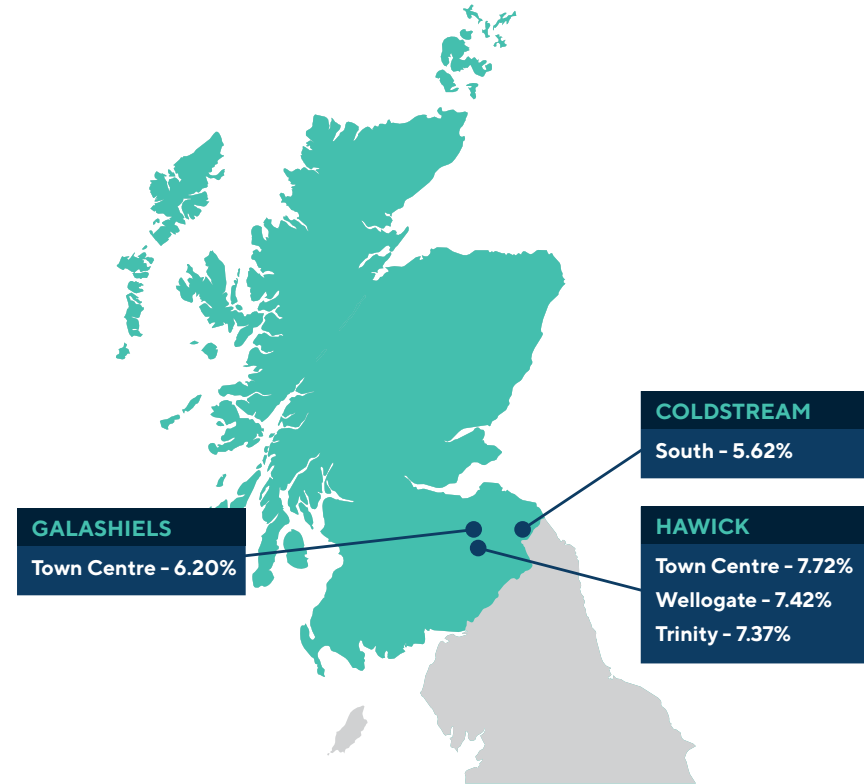 COLDSTREAM
South - 5.62%
GALASHIELS
Town Centre - 6.20%
HAWICK
Town Centre - 7.72%
Wellogate - 7.42%
Trinity - 7.37%